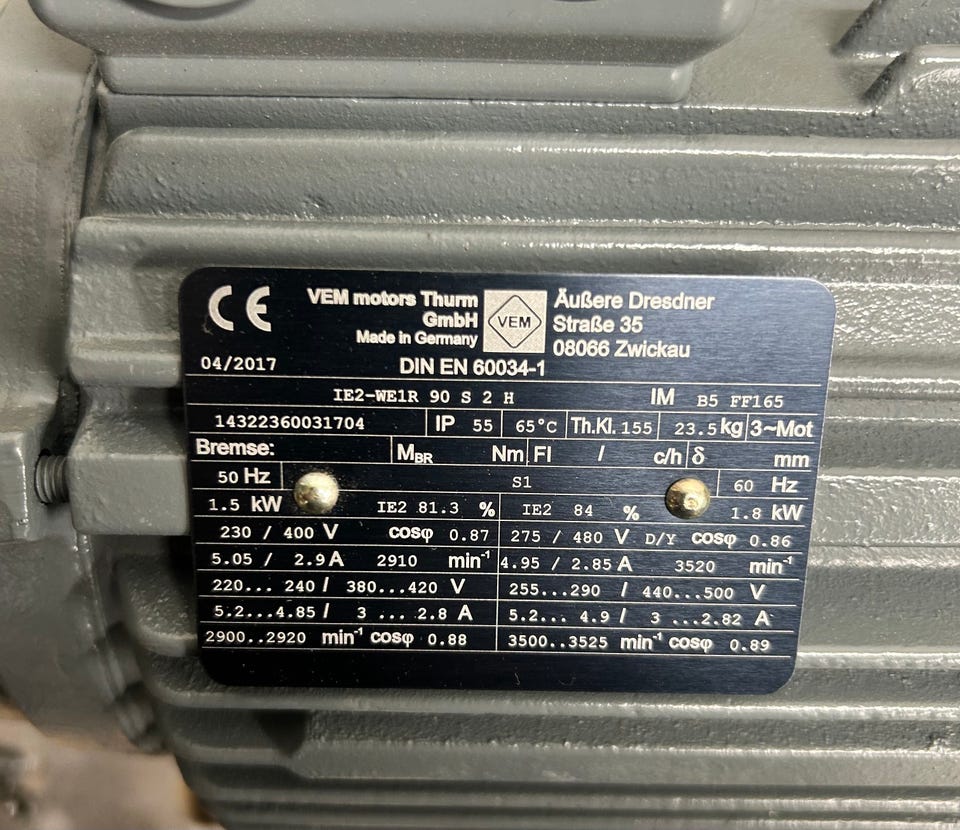 CE VEM motors Thurm GmbH Made in Germany
VEM
Äußere Dresdner
Straße 35
08066 Zwickau
04/2017 DIN EN 60034-1
IE2-WE1R 90 S 2 H IM B5 FF165
14322360031704 IP 55 65°C Th.Kl. 155 23.5 kg 3~Mot
Bremse: MBR Nm FI / c/h δ mm
50 Hz S1 60 Hz
1.5 kW IE2 81.3 % IE2 84 % 1.8 kW
230 / 400 V cosφ 0.87 275 / 480 V D/Y cosφ 0.86
5.05 / 2.9 A 2910 min-1 4.95 / 2.85 A 3520 min-1
220... 240 / 380...420 V 255...290 / 440...500 V
5.2...4.85 / 3 ... 2.8 A 5.2... 4.9 / 3 ...2.82 A
2900..2920 min-1 cosφ 0.88 3500..3525 min-1 cosφ 0.89